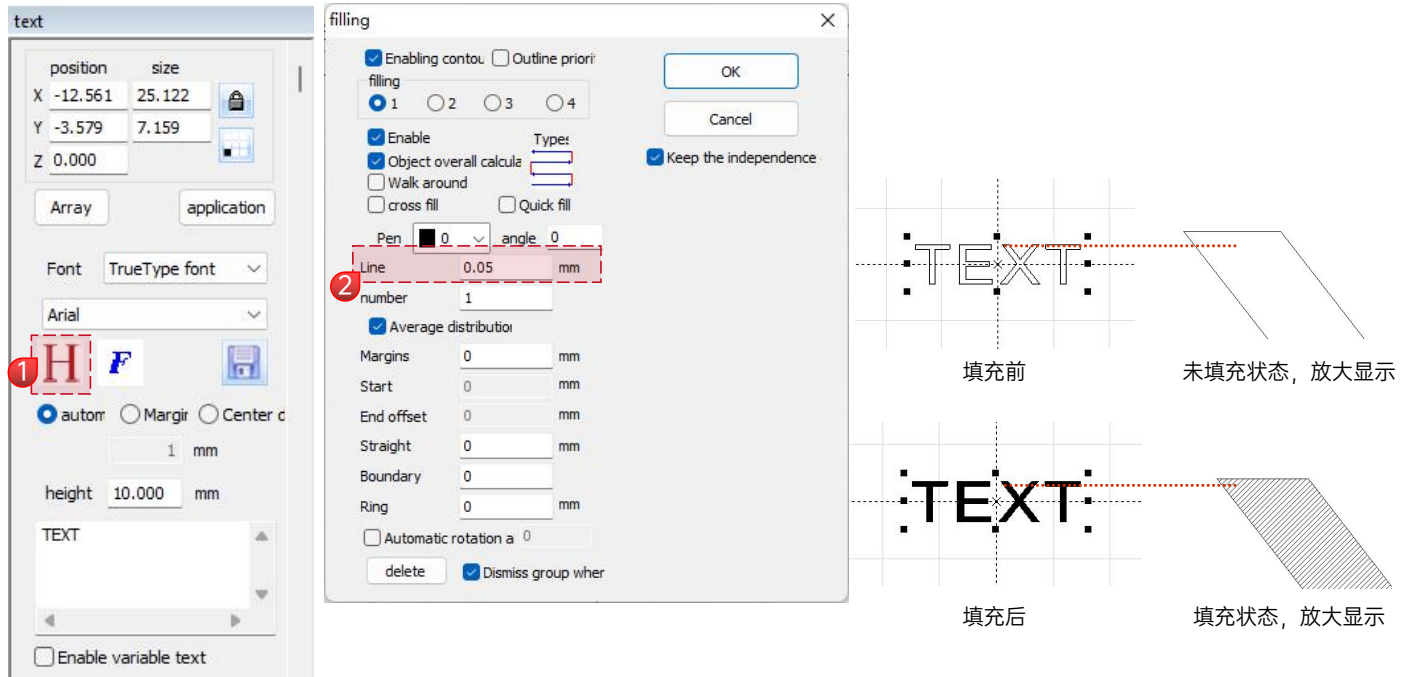 text
position size
X -12.561 25.122
Y -3.579 7.159
Z 0.000
Array application
Font TrueType font
Arial
1 H F
autom Margir Center d
1 mm
height 10.000 mm
TEXT
Enable variable text
filling
Enabling contou Outline priori
OK
filling
1 2 3 4
Cancel
Enable Types
Object overall calcula
Keep the independence
Walk around
cross fill Quick fill
Pen 0 angle 0
2 Line 0.05 mm
number 1
Average distribution
Margins 0 mm
Start 0 mm
End offset 0 mm
Straight 0 mm
Boundary 0
Ring 0 mm
Automatic rotation a 0
delete Dismiss group wher
TEXT
填充前
未填充状态，放大显示
TEXT
填充后
填充状态，放大显示